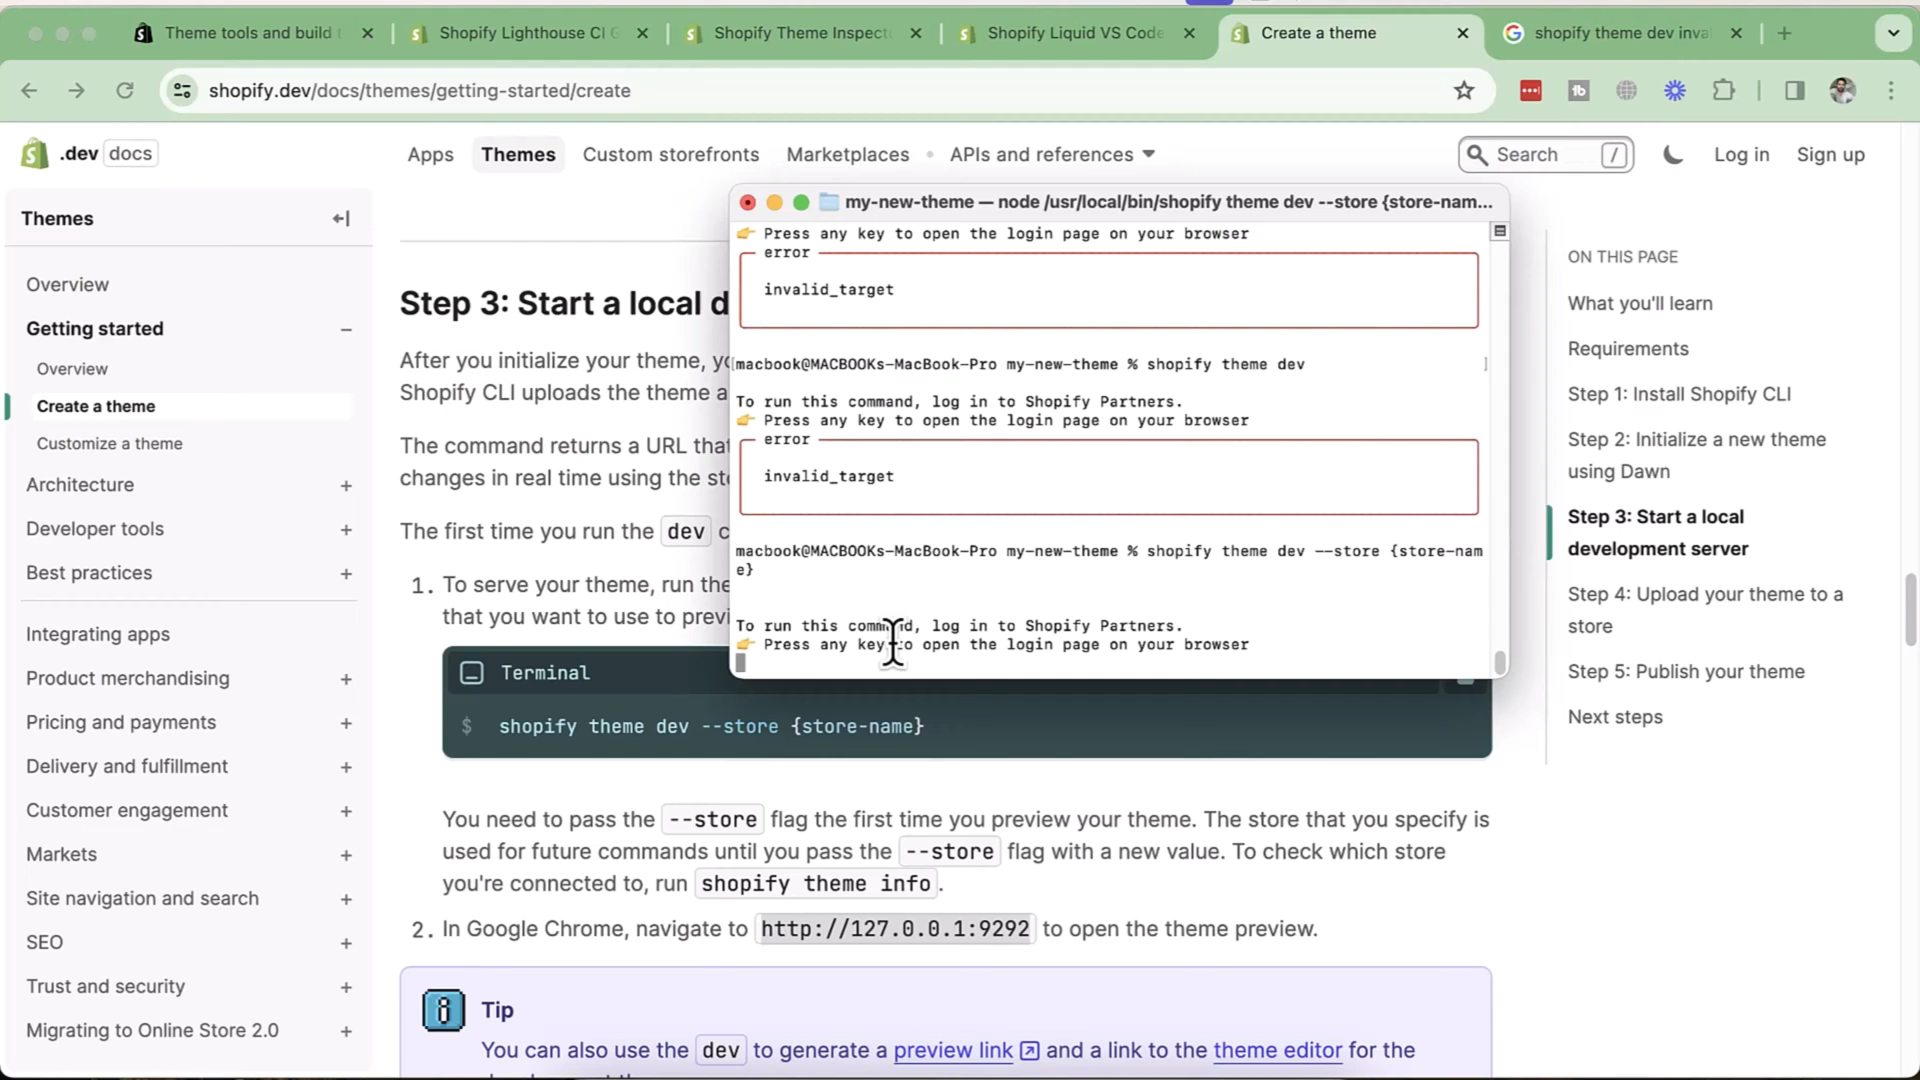 Theme tools and build t
Shopify Lighthouse CI G
Shopify Theme Inspect
Shopify Liquid VS Code
Create a theme
shopify theme dev inva
shopify.dev/docs/themes/getting-started/create
.dev docs
Apps
Themes
Custom storefronts
Marketplaces
APIs and references
Search /
Log in
Sign up
Themes
Overview
Getting started
Overview
Create a theme
Customize a theme
Architecture
Developer tools
Best practices
Integrating apps
Product merchandising
Pricing and payments
Delivery and fulfillment
Customer engagement
Markets
Site navigation and search
SEO
Trust and security
Migrating to Online Store 2.0
Step 3: Start a local d
After you initialize your theme, yo
Shopify CLI uploads the theme a
The command returns a URL that
changes in real time using the sto
The first time you run the dev c
1. To serve your theme, run the
that you want to use to previ
Terminal
$ shopify theme dev --store {store-name}
You need to pass the --store flag the first time you preview your theme. The store that you specify is
used for future commands until you pass the --store flag with a new value. To check which store
you're connected to, run shopify theme info.
2. In Google Chrome, navigate to http://127.0.0.1:9292 to open the theme preview.
Tip
You can also use the dev to generate a preview link and a link to the theme editor for the
my-new-theme — node /usr/local/bin/shopify theme dev --store {store-nam...
Press any key to open the login page on your browser
error
invalid_target
macbook@MACBOOKs-MacBook-Pro my-new-theme % shopify theme dev
To run this command, log in to Shopify Partners.
Press any key to open the login page on your browser
error
invalid_target
macbook@MACBOOKs-MacBook-Pro my-new-theme % shopify theme dev --store {store-nam
e}
To run this command, log in to Shopify Partners.
Press any key to open the login page on your browser
ON THIS PAGE
What you'll learn
Requirements
Step 1: Install Shopify CLI
Step 2: Initialize a new theme
using Dawn
Step 3: Start a local
development server
Step 4: Upload your theme to a
store
Step 5: Publish your theme
Next steps